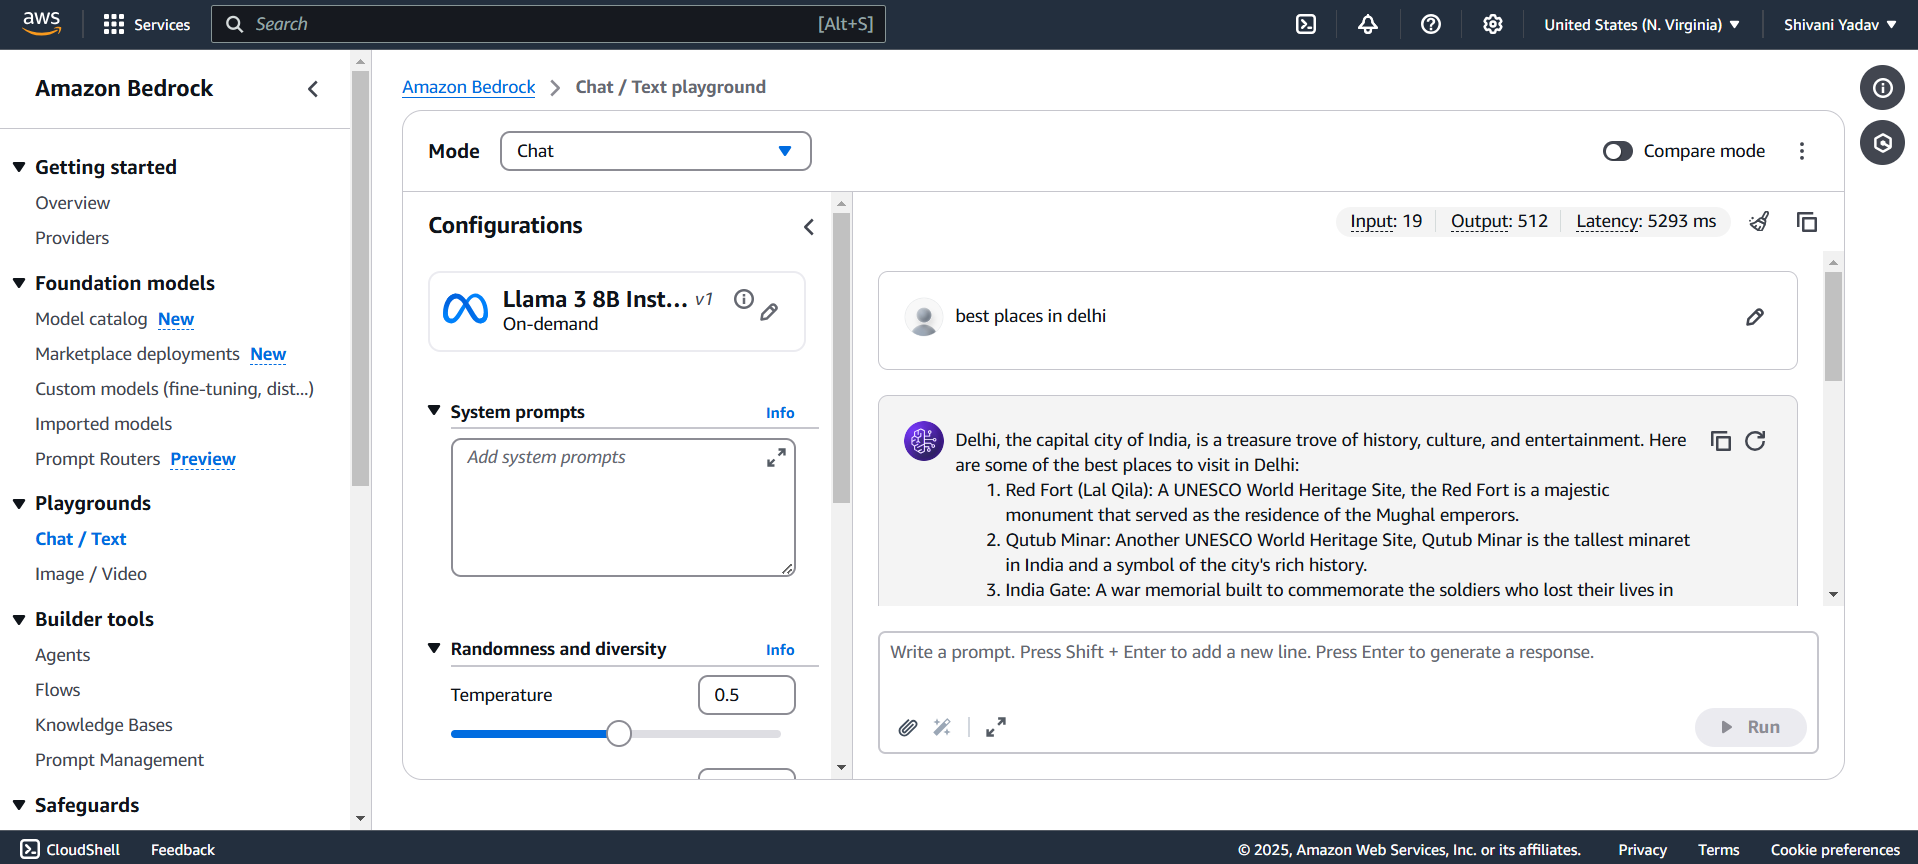 aws
Services
Search [Alt+S]
United States (N. Virginia)
Shivani Yadav
Amazon Bedrock
Getting started
Overview
Providers
Foundation models
Model catalog New
Marketplace deployments New
Custom models (fine-tuning, dist...)
Imported models
Prompt Routers Preview
Playgrounds
Chat / Text
Image / Video
Builder tools
Agents
Flows
Knowledge Bases
Prompt Management
Safeguards
Amazon Bedrock > Chat / Text playground
Mode Chat
Compare mode
Configurations
Llama 3 8B Inst... v1
On-demand
System prompts Info
Add system prompts
Randomness and diversity Info
Temperature 0.5
Input: 19 Output: 512 Latency: 5293 ms
best places in delhi
Delhi, the capital city of India, is a treasure trove of history, culture, and entertainment. Here
are some of the best places to visit in Delhi:
1. Red Fort (Lal Qila): A UNESCO World Heritage Site, the Red Fort is a majestic
monument that served as the residence of the Mughal emperors.
2. Qutub Minar: Another UNESCO World Heritage Site, Qutub Minar is the tallest minaret
in India and a symbol of the city's rich history.
3. India Gate: A war memorial built to commemorate the soldiers who lost their lives in
Write a prompt. Press Shift + Enter to add a new line. Press Enter to generate a response.
Run
CloudShell
Feedback
© 2025, Amazon Web Services, Inc. or its affiliates.
Privacy
Terms
Cookie preferences